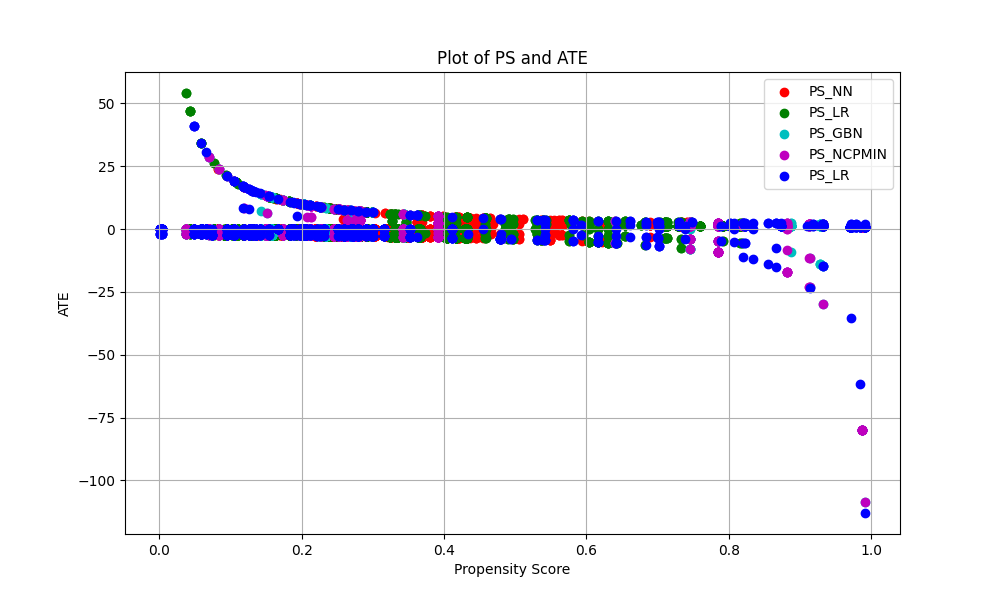 Plot of PS and ATE
PS_NN
PS_LR
PS_GBN
PS_NCPMIN
PS_LR
50
25
0
−25
−50
−75
−100
ATE
0.0 0.2 0.4 0.6 0.8 1.0
Propensity Score